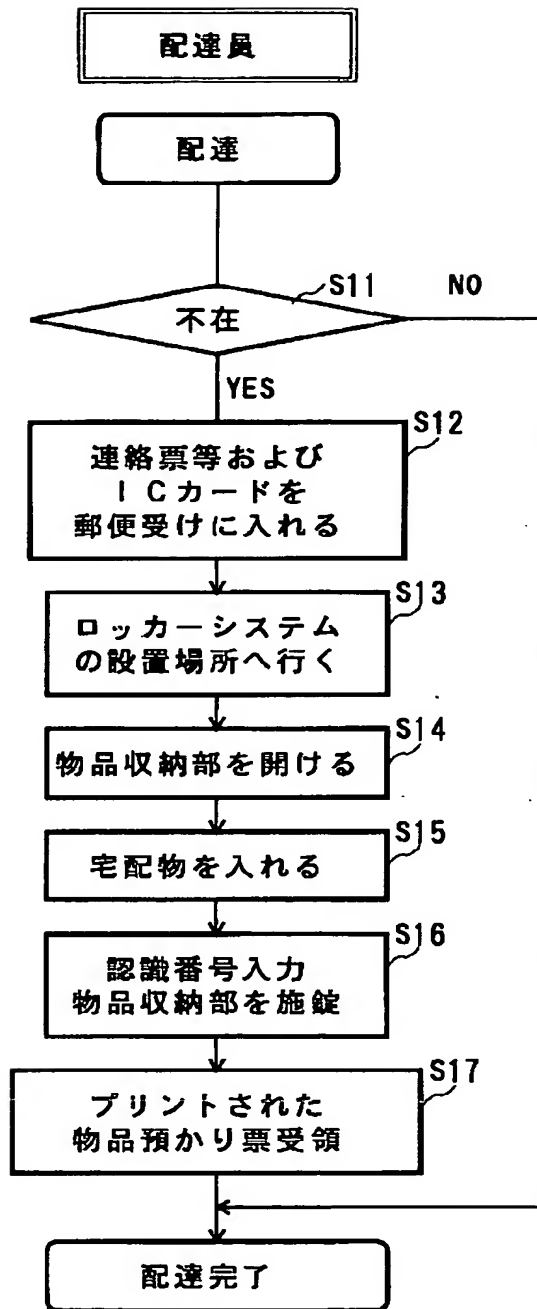 配達員
配達
S11
NO
不在
YES
S12
連絡票等および
ICカードを
郵便受けに入れる
S13
ロッカーシステム
の設置場所へ行く
S14
物品収納部を開ける
S15
宅配物を入れる
S16
認識番号入力
物品収納部を施錠
S17
プリントされた
物品預かり票受領
配達完了